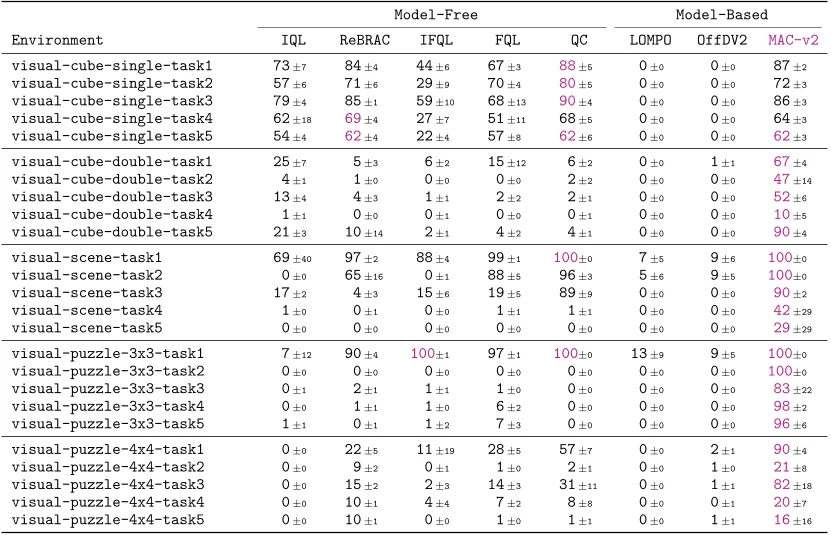 Model-Free Model-Based
Environment IQL ReBRAC IFQL FQL QC LOMPO OffDV2 MAC-v2
visual-cube-single-task1 73 ±7 84 ±4 44 ±6 67 ±3 88 ±5 0 ±0 0 ±0 87 ±2
visual-cube-single-task2 57 ±6 71 ±6 29 ±9 70 ±4 80 ±5 0 ±0 0 ±0 72 ±3
visual-cube-single-task3 79 ±4 85 ±1 59 ±10 68 ±13 90 ±4 0 ±0 0 ±0 86 ±3
visual-cube-single-task4 62 ±18 69 ±4 27 ±7 51 ±11 68 ±5 0 ±0 0 ±0 64 ±3
visual-cube-single-task5 54 ±4 62 ±4 22 ±4 57 ±8 62 ±6 0 ±0 0 ±0 62 ±3
visual-cube-double-task1 25 ±7 5 ±3 6 ±2 15 ±12 6 ±2 0 ±0 1 ±1 67 ±4
visual-cube-double-task2 4 ±1 1 ±0 0 ±0 0 ±0 2 ±2 0 ±0 0 ±0 47 ±14
visual-cube-double-task3 13 ±4 4 ±3 1 ±1 2 ±2 2 ±1 0 ±0 0 ±0 52 ±6
visual-cube-double-task4 1 ±1 0 ±0 0 ±1 0 ±0 0 ±1 0 ±0 0 ±0 10 ±5
visual-cube-double-task5 21 ±3 10 ±14 2 ±1 4 ±2 4 ±1 0 ±0 0 ±0 90 ±4
visual-scene-task1 69 ±40 97 ±2 88 ±4 99 ±1 100 ±0 7 ±5 9 ±6 100 ±0
visual-scene-task2 0 ±0 65 ±16 0 ±1 88 ±5 96 ±3 5 ±6 9 ±5 100 ±0
visual-scene-task3 17 ±2 4 ±3 15 ±6 19 ±5 89 ±9 0 ±0 0 ±0 90 ±2
visual-scene-task4 1 ±0 0 ±1 0 ±0 1 ±1 1 ±1 0 ±0 0 ±0 42 ±29
visual-scene-task5 0 ±0 0 ±0 0 ±0 0 ±0 0 ±0 0 ±0 0 ±0 29 ±29
visual-puzzle-3x3-task1 7 ±12 90 ±4 100 ±1 97 ±1 100 ±0 13 ±9 9 ±5 100 ±0
visual-puzzle-3x3-task2 0 ±0 0 ±0 0 ±0 0 ±0 0 ±0 0 ±0 0 ±0 100 ±0
visual-puzzle-3x3-task3 0 ±1 2 ±1 1 ±1 1 ±0 0 ±0 0 ±0 0 ±0 83 ±22
visual-puzzle-3x3-task4 0 ±0 1 ±1 1 ±0 6 ±2 0 ±0 0 ±0 0 ±0 98 ±2
visual-puzzle-3x3-task5 1 ±1 0 ±0 1 ±2 7 ±3 0 ±0 0 ±0 0 ±0 96 ±6
visual-puzzle-4x4-task1 0 ±0 22 ±5 11 ±19 28 ±5 57 ±7 0 ±0 2 ±1 90 ±4
visual-puzzle-4x4-task2 0 ±0 9 ±2 0 ±1 1 ±0 2 ±1 0 ±0 1 ±0 21 ±8
visual-puzzle-4x4-task3 0 ±0 15 ±2 2 ±3 14 ±3 31 ±11 0 ±0 1 ±1 82 ±18
visual-puzzle-4x4-task4 0 ±0 10 ±1 4 ±4 7 ±2 8 ±8 0 ±0 0 ±1 20 ±7
visual-puzzle-4x4-task5 0 ±0 10 ±1 0 ±0 1 ±0 1 ±1 0 ±0 1 ±1 16 ±16